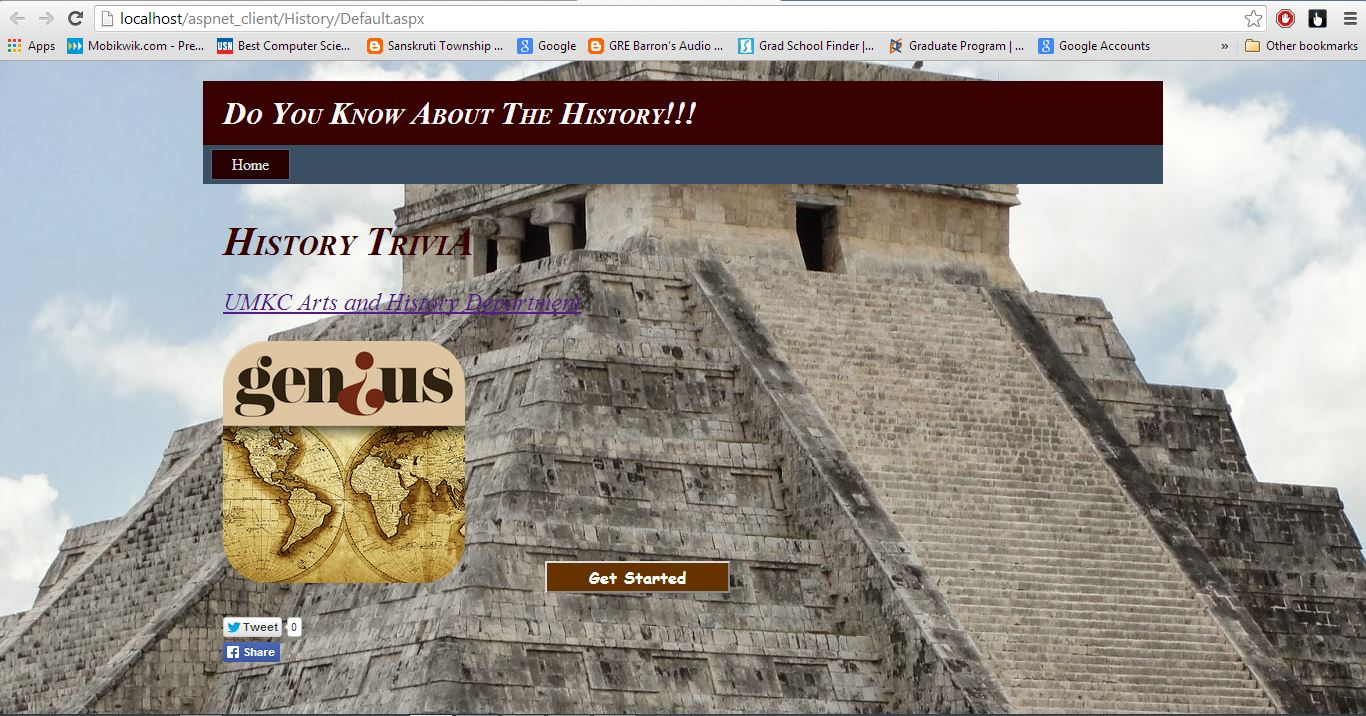 localhost/aspnet_client/History/Default.aspx
Apps Mobikwik.com - Pre... USN Best Computer Scie... Sanskruti Township ... Google GRE Barron's Audio ... Grad School Finder |... Graduate Program | ... Google Accounts » Other bookmarks
Do You Know About The History!!!
Home
History TriviA
UMKC Arts and History Department
genius
Get Started
Tweet 0
Share